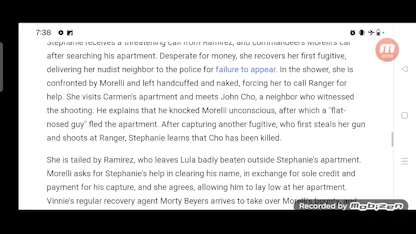 7:38
Stephanie receives a threatening call from Ramirez, and commandeers Morelli's car
after searching his apartment. Desperate for money, she recovers her first fugitive,
delivering her nudist neighbor to the police for failure to appear. In the shower, she is
confronted by Morelli and left handcuffed and naked, forcing her to call Ranger for
help. She visits Carmen's apartment and meets John Cho, a neighbor who witnessed
the shooting. He explains that he knocked Morelli unconscious, after which a "flat-
nosed guy" fled the apartment. After capturing another fugitive, who first steals her gun
and shoots at Ranger, Stephanie learns that Cho has been killed.
She is tailed by Ramirez, who leaves Lula badly beaten outside Stephanie's apartment.
Morelli asks for Stephanie's help in clearing his name, in exchange for sole credit and
payment for his capture, and she agrees, allowing him to lay low at her apartment.
Vinnie's regular recovery agent Morty Beyers arrives to take over Morelli's bounty, and
Recorded by mobizen